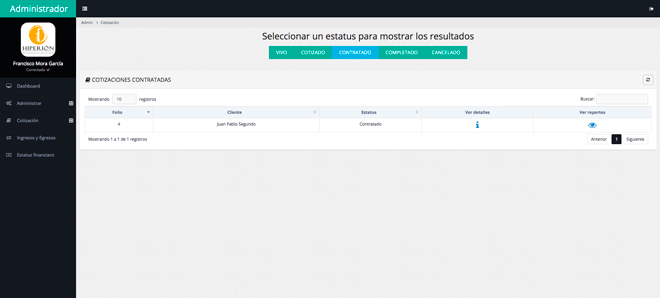 Administrador
HIPERIÓN
Francisco Mora García
Conectado
Dashboard
Administrar
Cotización
Ingresos y Egresos
Estatus financiero
Admin > Cotización
Seleccionar un estatus para mostrar los resultados
VIVO COTIZADO CONTRATADO COMPLETADO CANCELADO
COTIZACIONES CONTRATADAS
Mostrando 10 registros Buscar:
Folio Cliente Estatus Ver detalles Ver reportes
4 Juan Pablo Segundo Contratado
Mostrando 1 a 1 de 1 registros Anterior 1 Siguiente